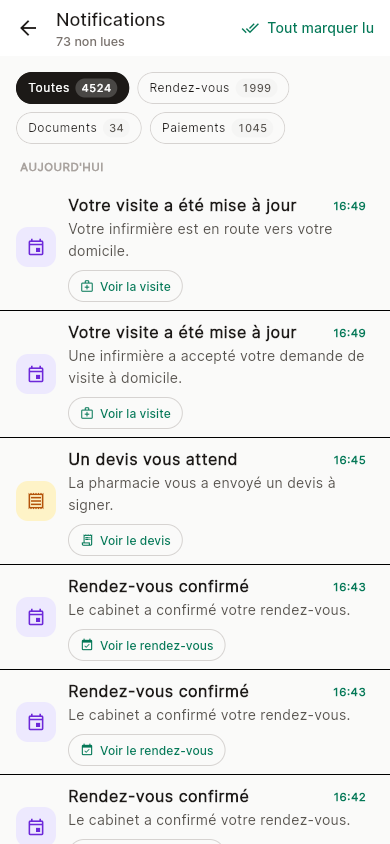 Notifications
73 non lues
Tout marquer lu
Toutes 4524
Rendez-vous 1999
Documents 34
Paiements 1045
AUJOURD'HUI
Votre visite a été mise à jour 16:49
Votre infirmière est en route vers votre
domicile.
Voir la visite
Votre visite a été mise à jour 16:49
Une infirmière a accepté votre demande de
visite à domicile.
Voir la visite
Un devis vous attend 16:45
La pharmacie vous a envoyé un devis à
signer.
Voir le devis
Rendez-vous confirmé 16:43
Le cabinet a confirmé votre rendez-vous.
Voir le rendez-vous
Rendez-vous confirmé 16:43
Le cabinet a confirmé votre rendez-vous.
Voir le rendez-vous
Rendez-vous confirmé 16:42
Le cabinet a confirmé votre rendez-vous.